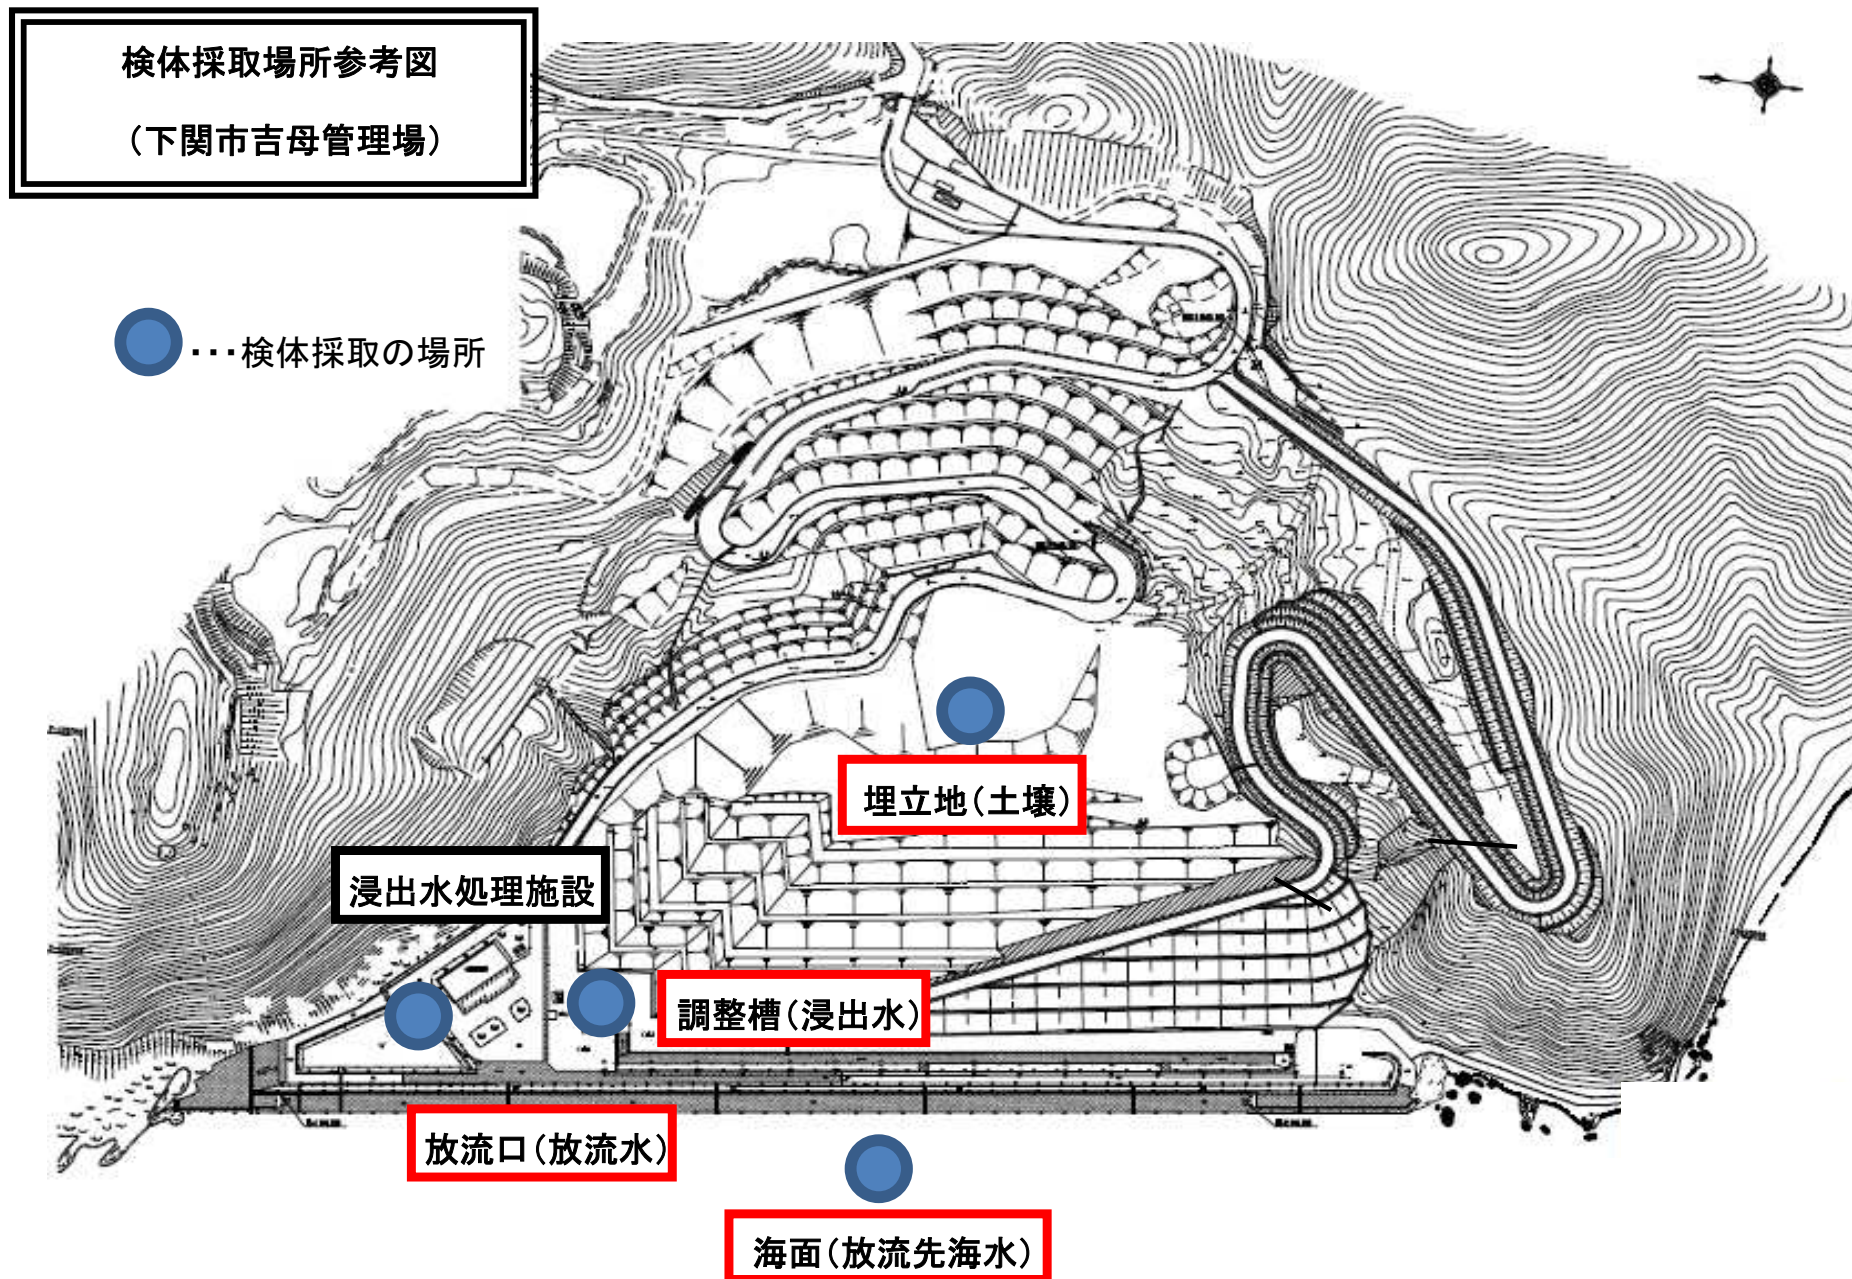 検体採取場所参考図
(下関市吉母管理場)
･･･検体採取の場所
埋立地(土壌)
浸出水処理施設
調整槽(浸出水)
放流口(放流水)
海面(放流先海水)